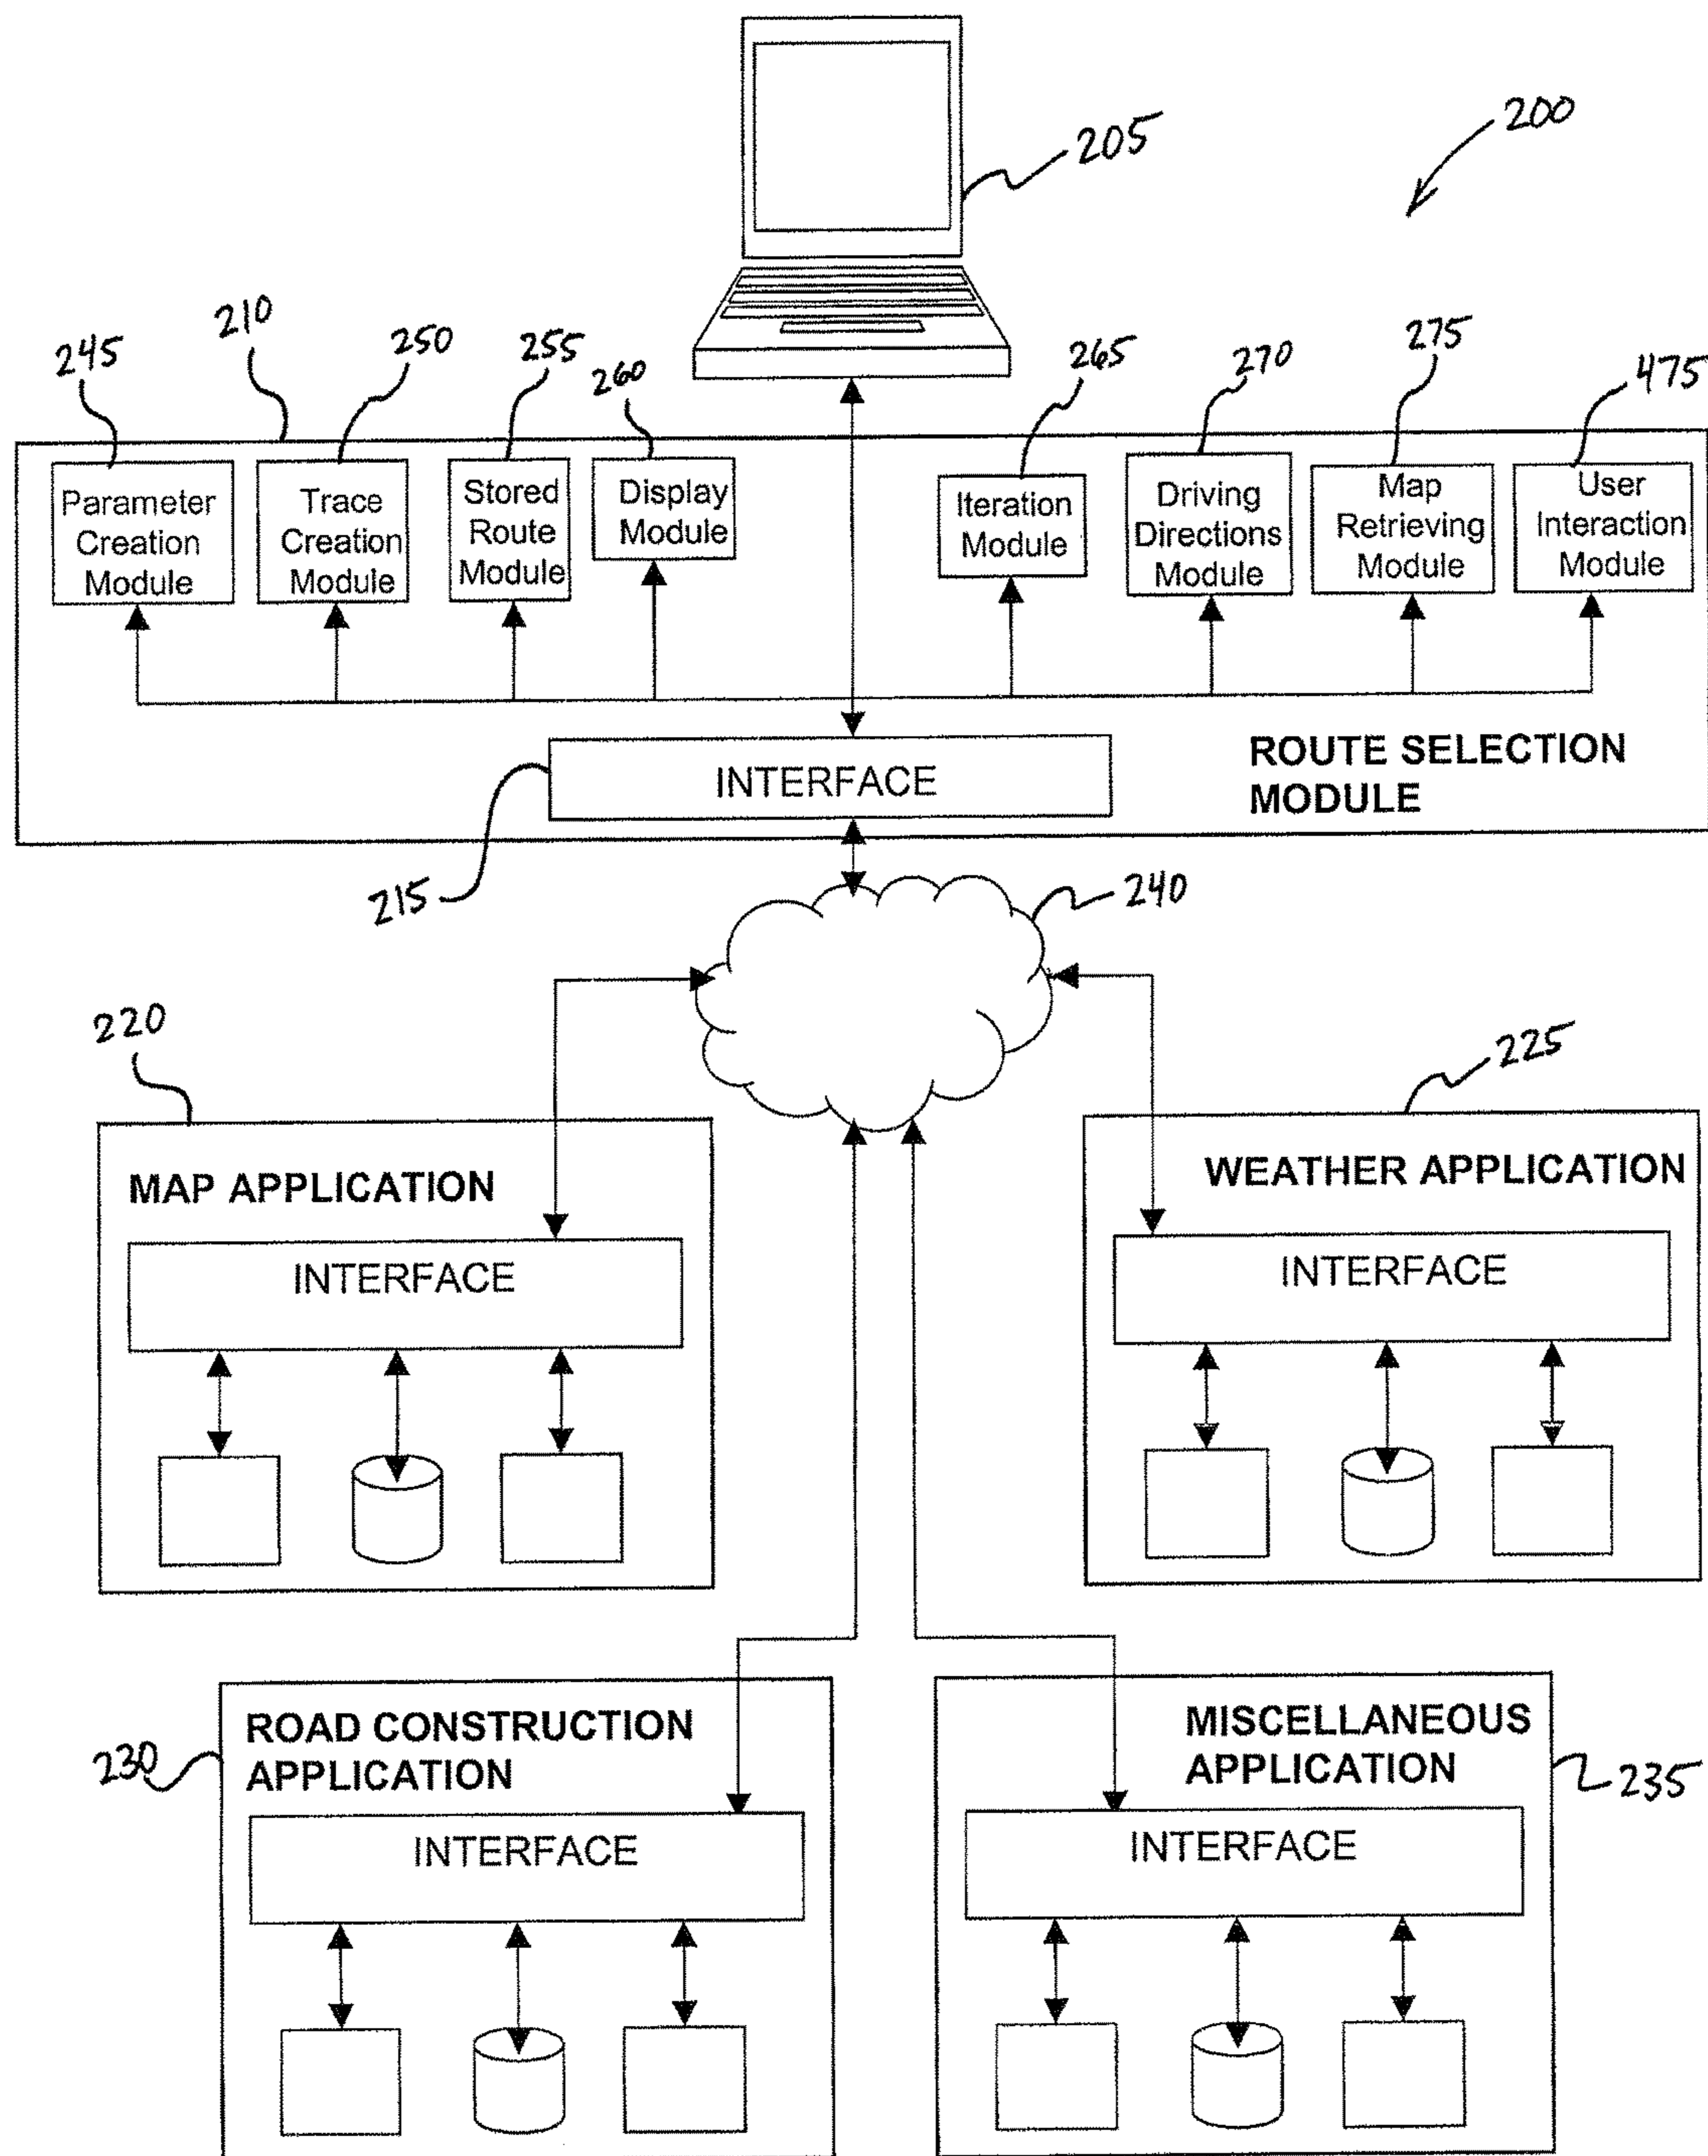 200
205
210
245
250
255
260
265
270
275
475
Parameter
Creation
Module
Trace
Creation
Module
Stored
Route
Module
Display
Module
Iteration
Module
Driving
Directions
Module
Map
Retrieving
Module
User
Interaction
Module
INTERFACE
ROUTE SELECTION
MODULE
215
240
220
225
MAP APPLICATION
INTERFACE
WEATHER APPLICATION
INTERFACE
230
ROAD CONSTRUCTION
APPLICATION
INTERFACE
MISCELLANEOUS
APPLICATION
235
INTERFACE